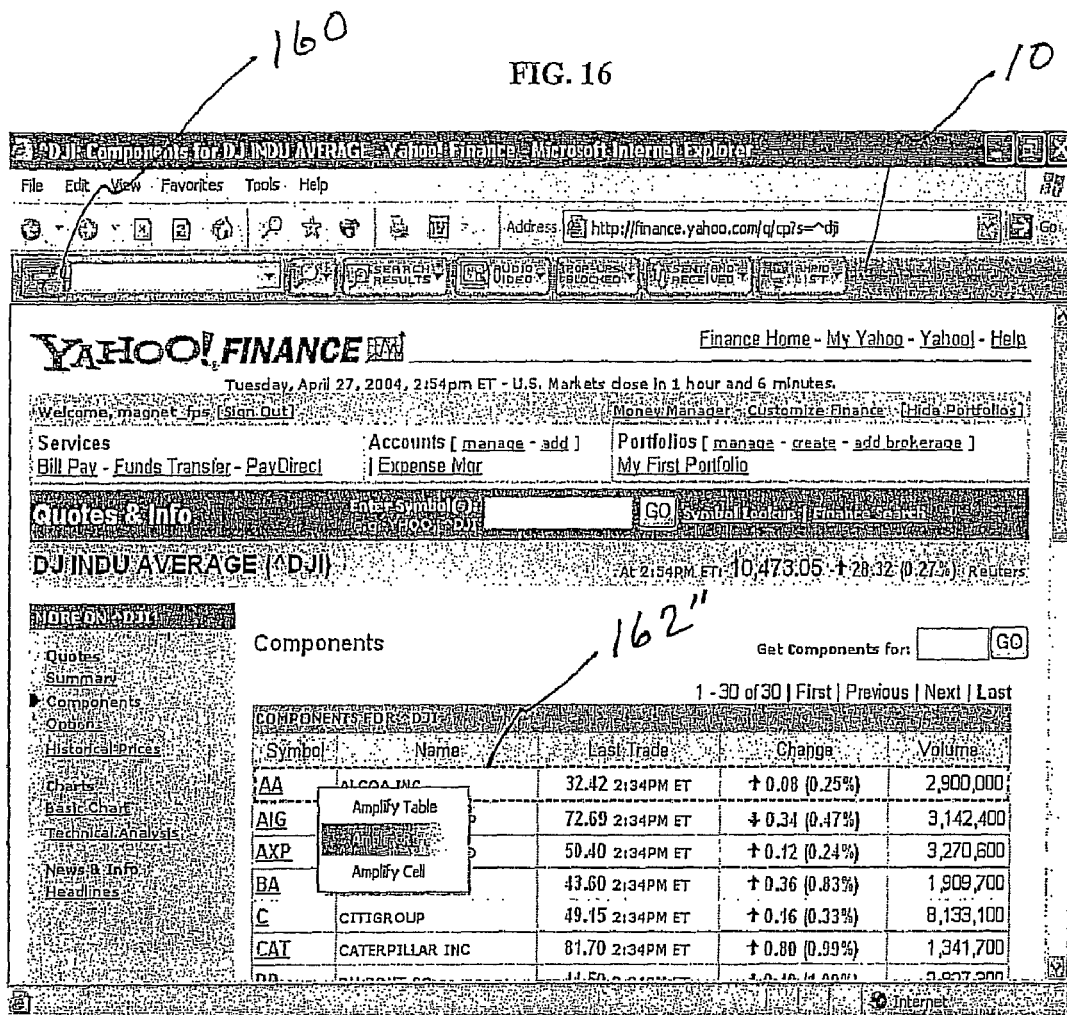 160
FIG. 16
10
^DJI: Components for DJ INDU AVERAGE - Yahoo! Finance - Microsoft Internet Explorer
File Edit View Favorites Tools Help
Address http://finance.yahoo.com/q/cp?s=^dji Go
SEARCH RESULTS AUDIO VIDEO POP-UPS BLOCKED SENT AND RECEIVED LIST
YAHOO! FINANCE
Finance Home - My Yahoo - Yahoo! - Help
Tuesday, April 27, 2004, 2:54pm ET - U.S. Markets close in 1 hour and 6 minutes.
Welcome, magnet_fps [Sign Out] Money Manager - Customize Finance - [Hide Portfolios]
Services Accounts [ manage - add ] Portfolios [ manage - create - add brokerage ]
Bill Pay - Funds Transfer - PayDirect | Expense Mgr My First Portfolio
Quotes & Info Enter Symbol(s): e.g. YHOO, ^DJI GO Symbol Lookup | Finance Search
DJ INDU AVERAGE (^DJI) At 2:54PM ET: 10,473.05 ↑ 28.32 (0.27%) Reuters
MORE ON ^DJI
162"
Components
Get Components for: GO
Quotes
Summary
Components
Options
Historical Prices
Charts
Basic Chart
Technical Analysis
News & Info
Headlines
1 - 30 of 30 | First | Previous | Next | Last
COMPONENTS FOR ^DJI
Symbol Name Last Trade Change Volume
AA ALCOA INC 32.42 2:34PM ET ↑ 0.08 (0.25%) 2,900,000
AIG 72.69 2:34PM ET ↓ 0.34 (0.47%) 3,142,400
AXP 50.40 2:34PM ET ↑ 0.12 (0.24%) 3,270,600
BA 43.60 2:34PM ET ↑ 0.36 (0.83%) 1,909,700
C CITIGROUP 49.15 2:34PM ET ↑ 0.16 (0.33%) 8,133,100
CAT CATERPILLAR INC 81.70 2:34PM ET ↑ 0.80 (0.99%) 1,341,700
Amplify Table
Amplify Cell
Internet